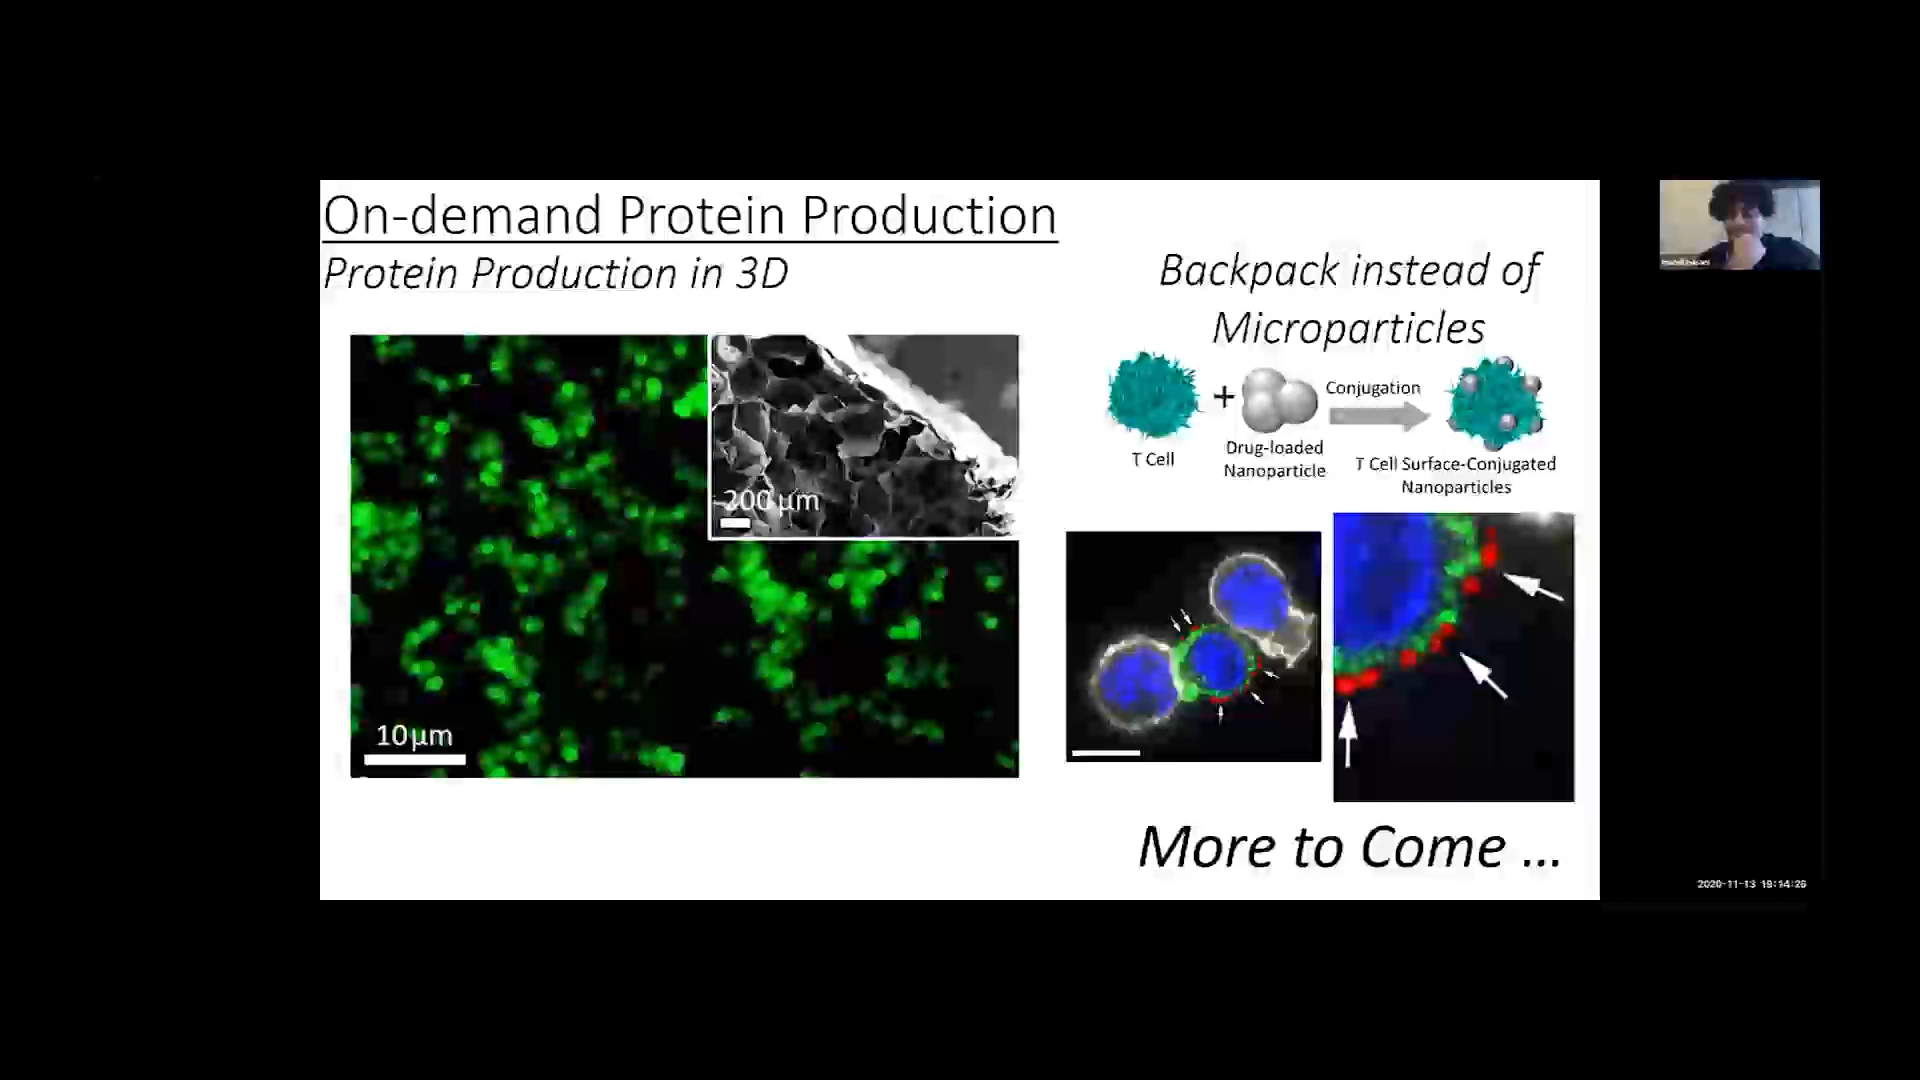 On-demand Protein Production
Protein Production in 3D
200 µm
10µm
Backpack instead of
Microparticles
T Cell
+
Drug-loaded
Nanoparticle
Conjugation
T Cell Surface-Conjugated
Nanoparticles
More to Come ...
2020-11-13 19:14:26